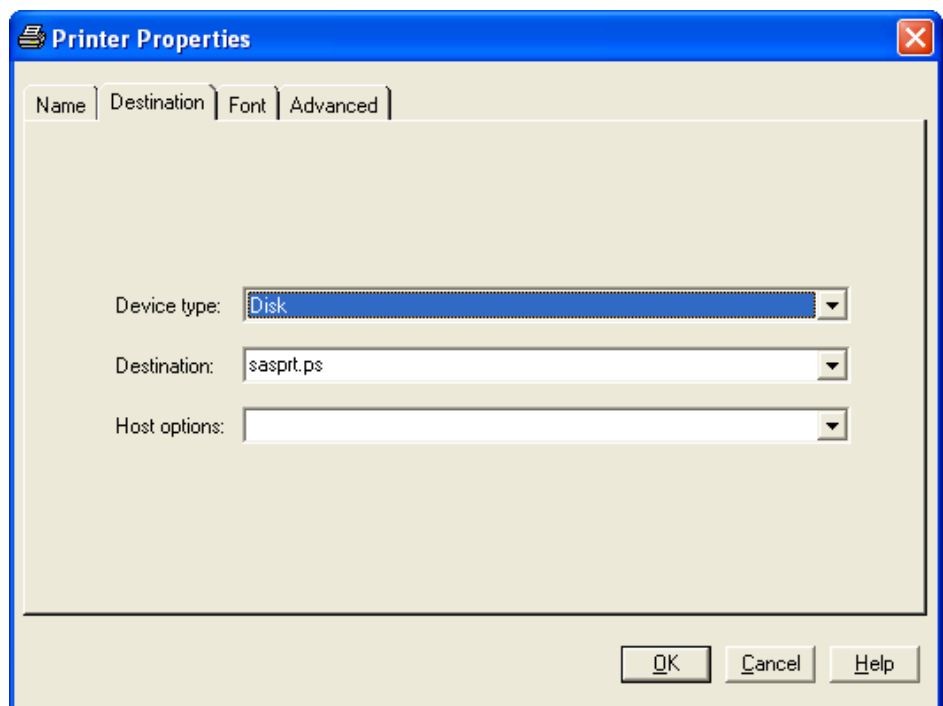 Printer Properties
Name Destination Font Advanced
Device type: Disk
Destination: sasprt.ps
Host options:
OK Cancel Help